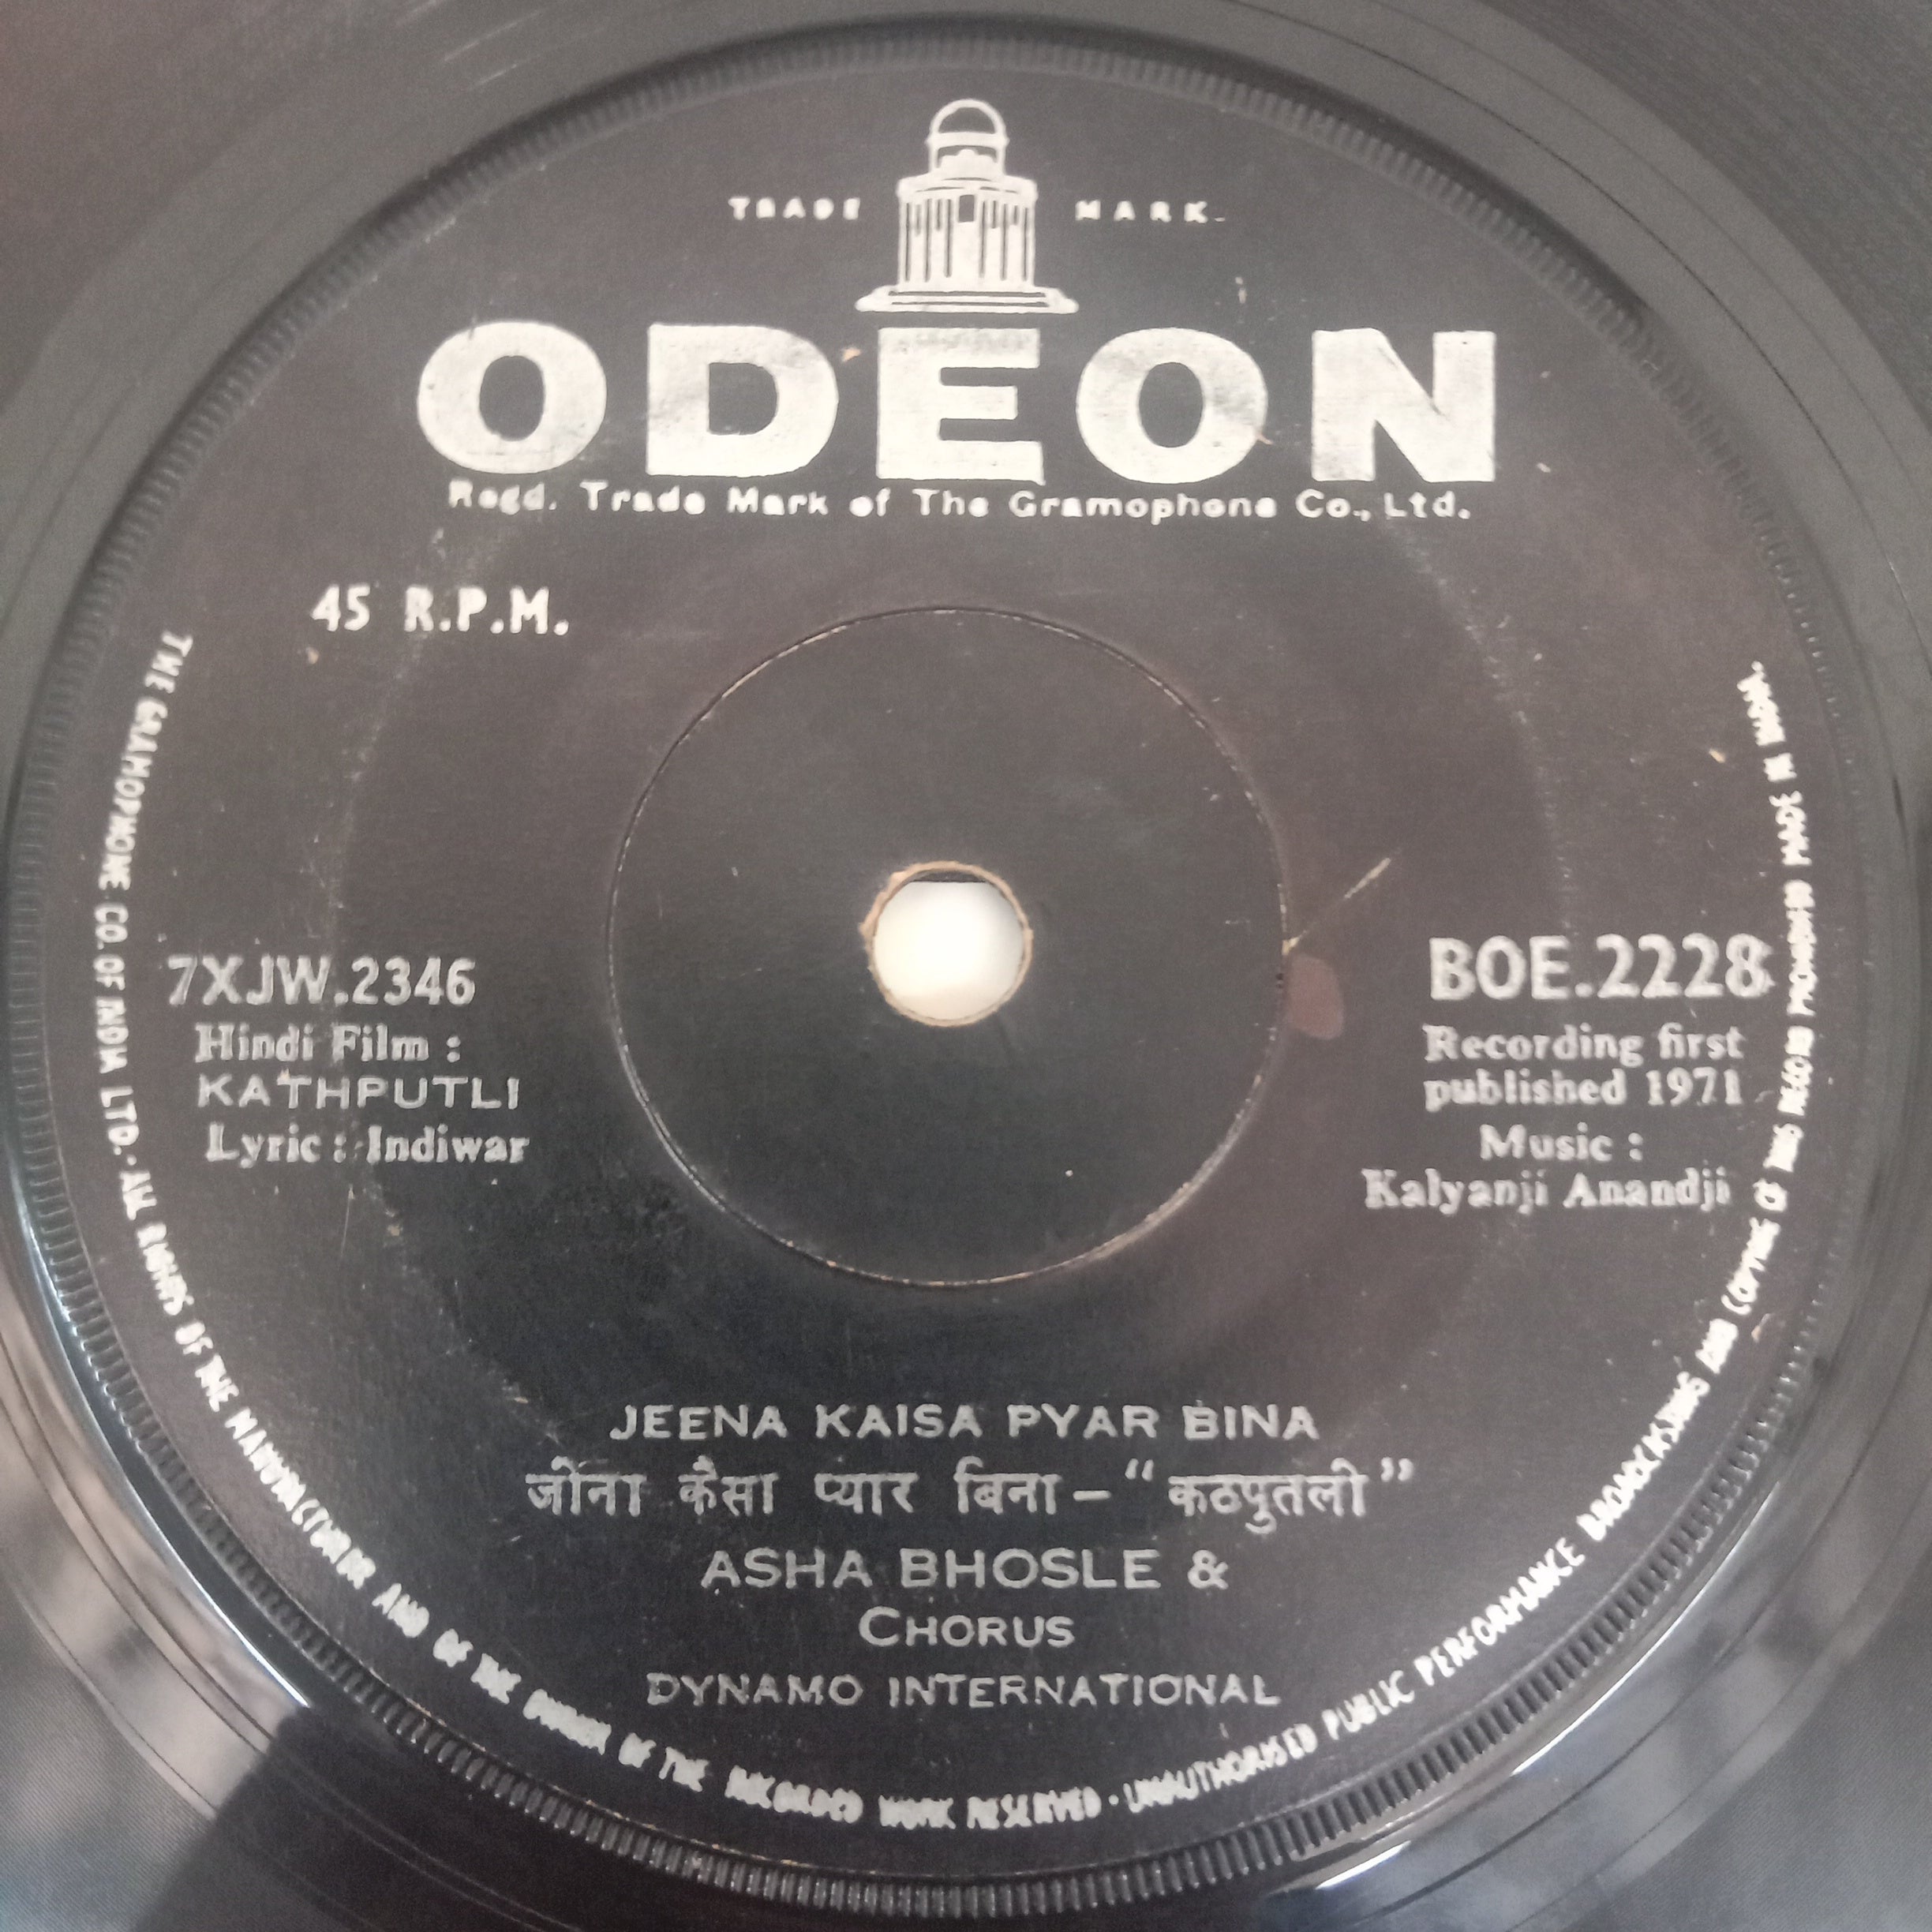 TRADE MARK.
ODEON
Regd. Trade Mark of The Gramophone Co., Ltd.
45 R.P.M.
7XJW.2346
Hindi Film :
KATHPUTLI
Lyric : Indiwar
BOE.2228
Recording first
published 1971
Music :
Kalyanji Anandji
JEENA KAISA PYAR BINA
जीना कैसा प्यार बिना – “कठपुतली”
ASHA BHOSLE &
CHORUS
DYNAMO INTERNATIONAL
THE GRAMOPHONE CO. OF INDIA LTD. · ALL RIGHTS OF THE MANUFACTURER AND OF THE OWNER OF THE RECORDED WORK RESERVED · UNAUTHORISED PUBLIC PERFORMANCE BROADCASTING AND COPYING OF THIS RECORD PROHIBITED MADE IN INDIA.